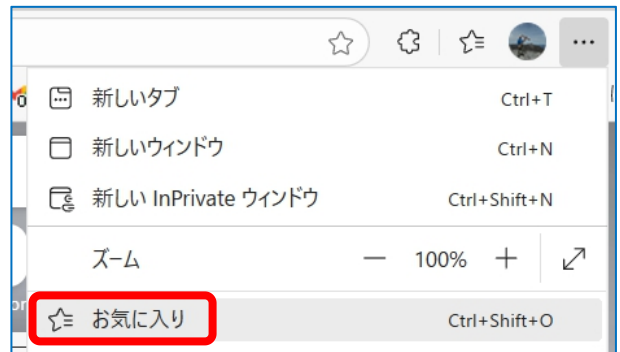 新しいタブ Ctrl+T
新しいウィンドウ Ctrl+N
新しい InPrivate ウィンドウ Ctrl+Shift+N
ズーム — 100% +
お気に入り Ctrl+Shift+O